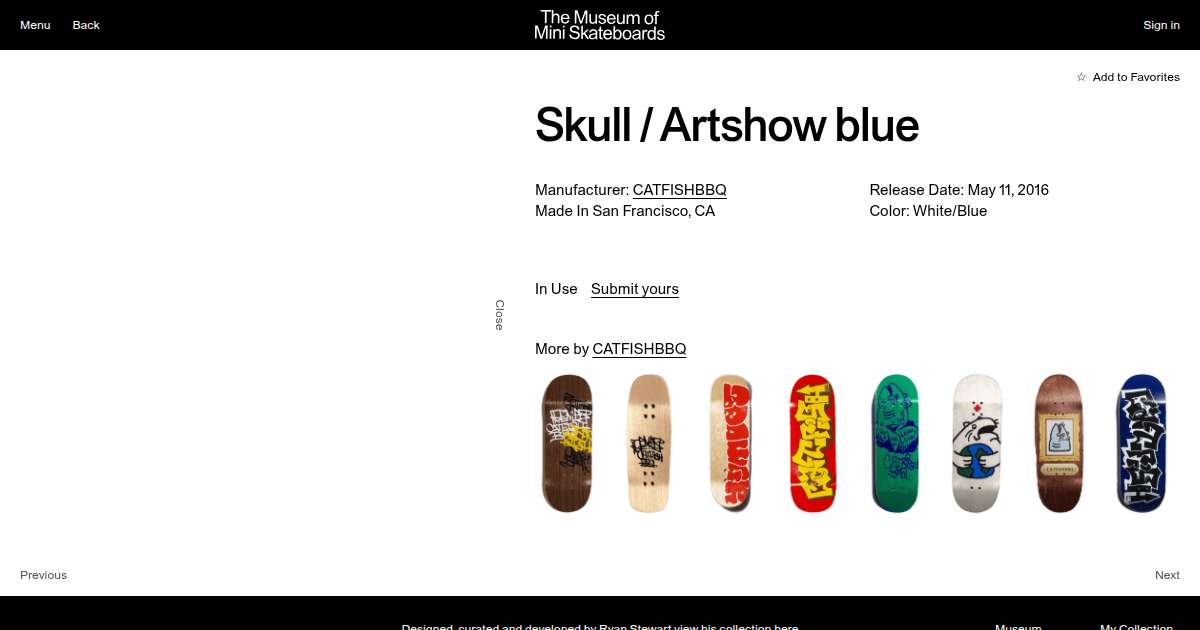 Menu
Back
The Museum of
Mini Skateboards
Sign in
☆ Add to Favorites
Skull / Artshow blue
Manufacturer: CATFISHBBQ
Made In San Francisco, CA
Release Date: May 11, 2016
Color: White/Blue
In Use Submit yours
Close
More by CATFISHBBQ
Previous
Next
Designed, curated and developed by Ryan Stewart view his collection here
Museum
My Collection